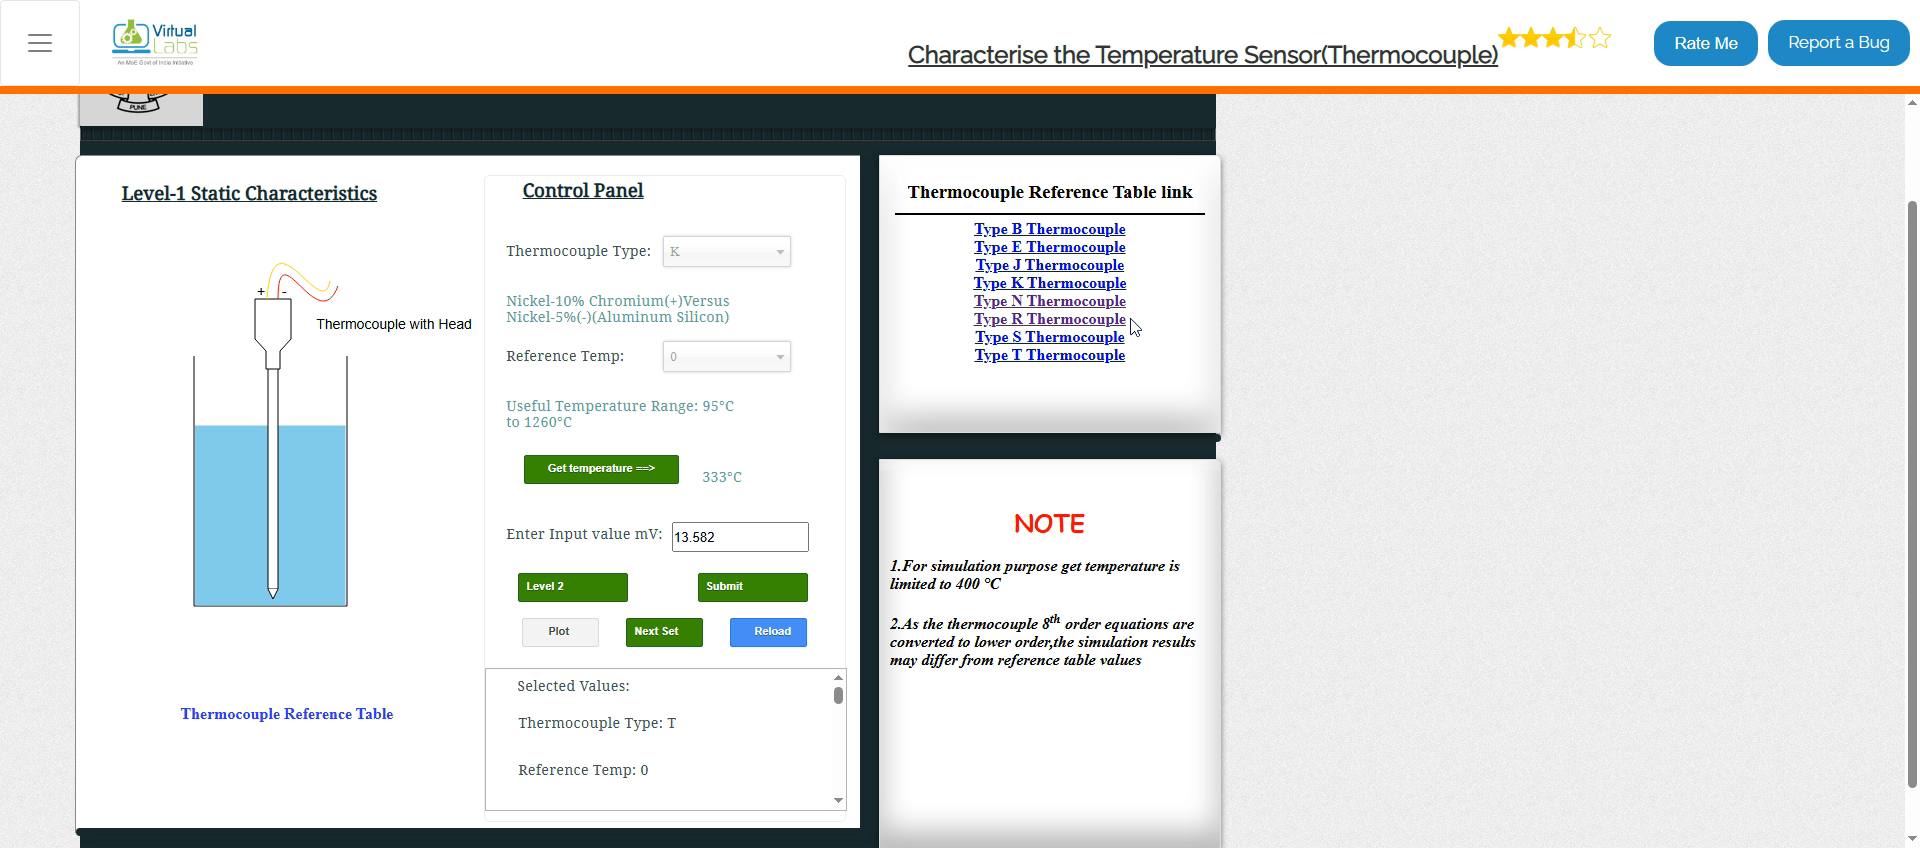 Virtual
Labs
An MoE Govt of India Initiative
Characterise the Temperature Sensor(Thermocouple)
Rate Me
Report a Bug
PUNE
Level-1 Static Characteristics
+ -
Thermocouple with Head
Thermocouple Reference Table
Control Panel
Thermocouple Type: K
Nickel-10% Chromium(+)Versus
Nickel-5%(-)(Aluminum Silicon)
Reference Temp: 0
Useful Temperature Range: 95°C
to 1260°C
Get temperature ==> 333°C
Enter Input value mV: 13.582
Level 2 Submit
Plot Next Set Reload
Selected Values:
Thermocouple Type: T
Reference Temp: 0
Thermocouple Reference Table link
Type B Thermocouple
Type E Thermocouple
Type J Thermocouple
Type K Thermocouple
Type N Thermocouple
Type R Thermocouple
Type S Thermocouple
Type T Thermocouple
NOTE
1.For simulation purpose get temperature is
limited to 400 °C
2.As the thermocouple 8th order equations are
converted to lower order,the simulation results
may differ from reference table values